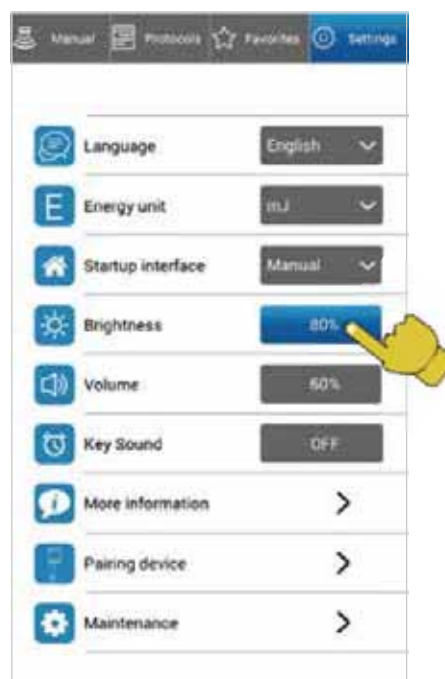 Manual Protocols Favorites Settings
Language English
E Energy unit mJ
Startup interface Manual
Brightness 80%
Volume 60%
Key Sound OFF
i More information
Pairing device
Maintenance